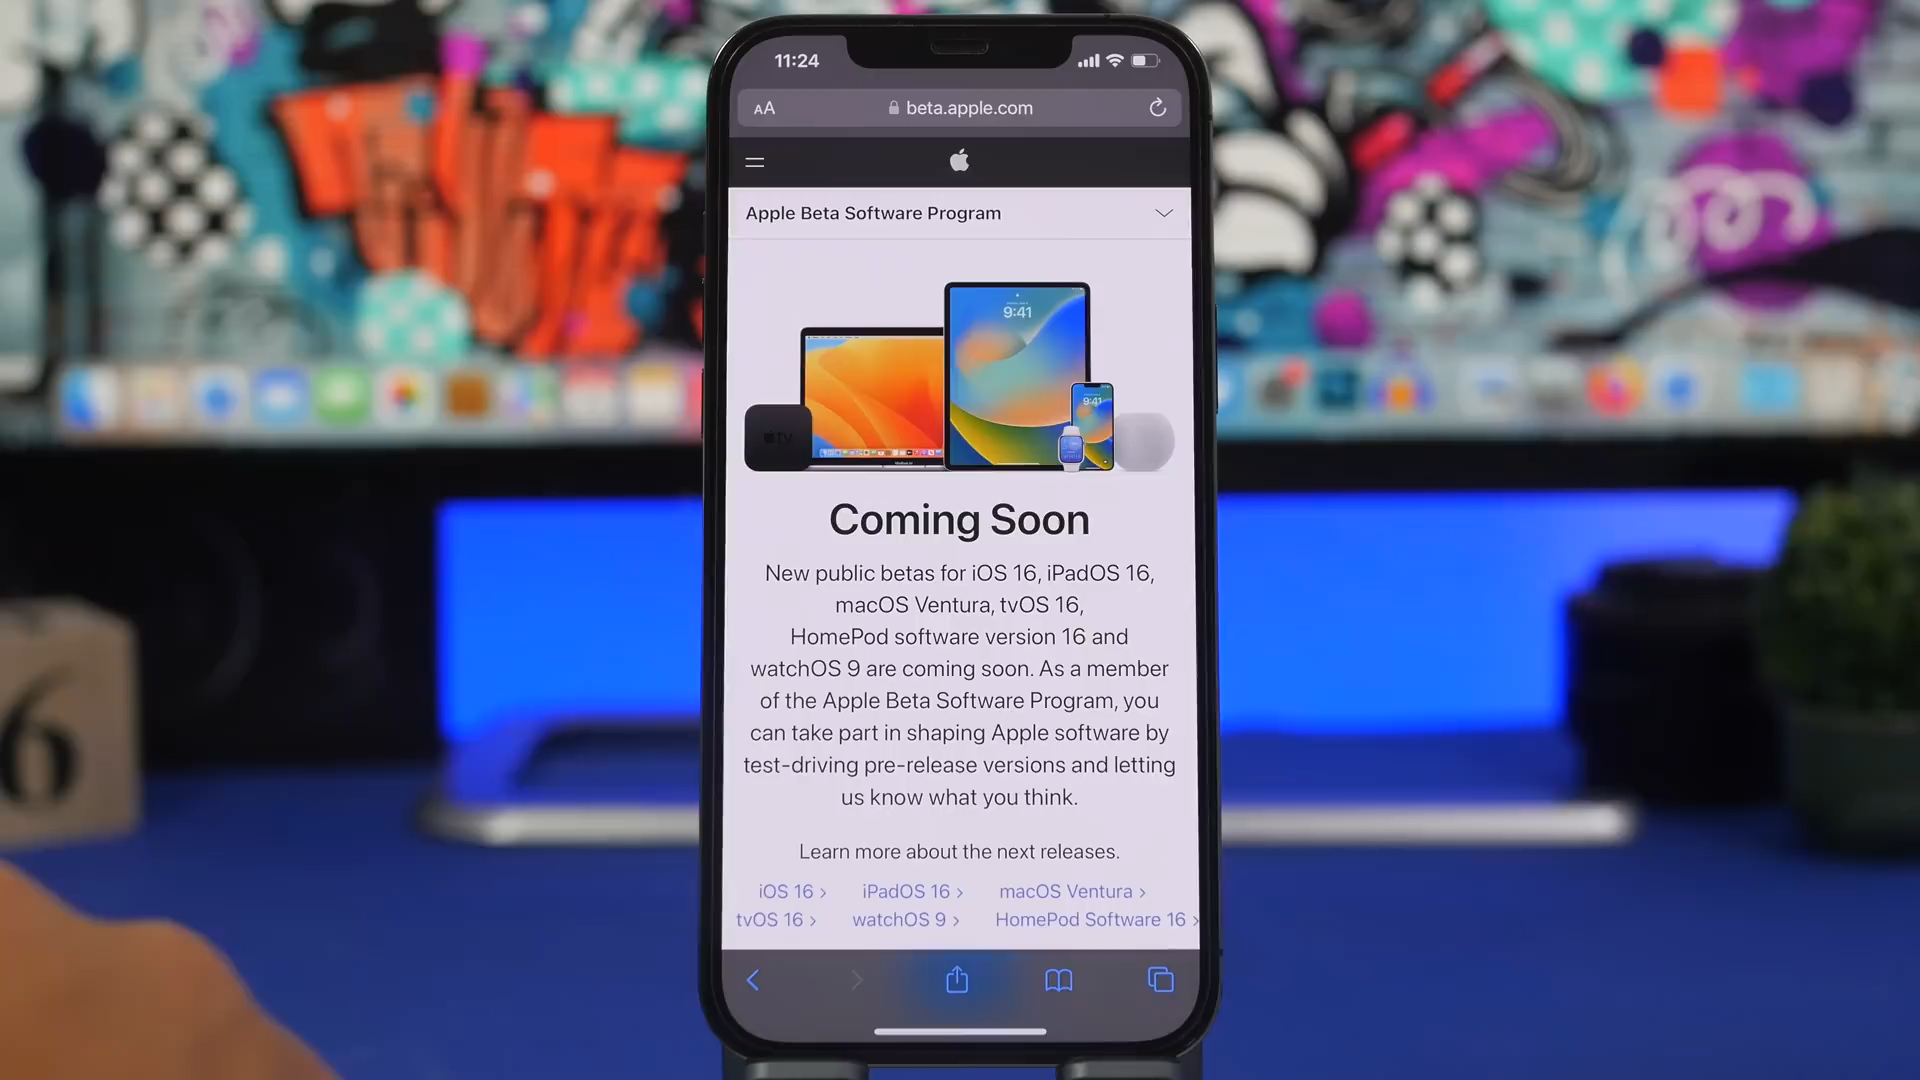 11:24
AA beta.apple.com
Apple Beta Software Program
9:41
9:41
tv
Coming Soon
New public betas for iOS 16, iPadOS 16,
macOS Ventura, tvOS 16,
HomePod software version 16 and
watchOS 9 are coming soon. As a member
of the Apple Beta Software Program, you
can take part in shaping Apple software by
test-driving pre-release versions and letting
us know what you think.
Learn more about the next releases.
iOS 16 > iPadOS 16 > macOS Ventura >
tvOS 16 > watchOS 9 > HomePod Software 16 >
6